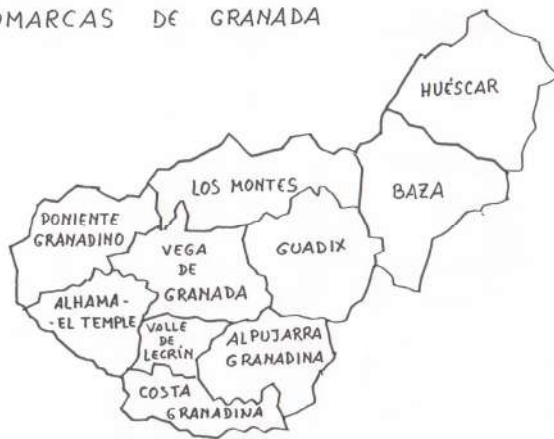 OMARCAS DE GRANADA
HUÉSCAR
LOS MONTES
BAZA
PONIENTE
GRANADINO
VEGA
DE
GRANADA
GUADIX
ALHAMA-
-EL TEMPLE
VALLE
DE
LECRÍN
ALPUJARRA
GRANADINA
COSTA
GRANADINA